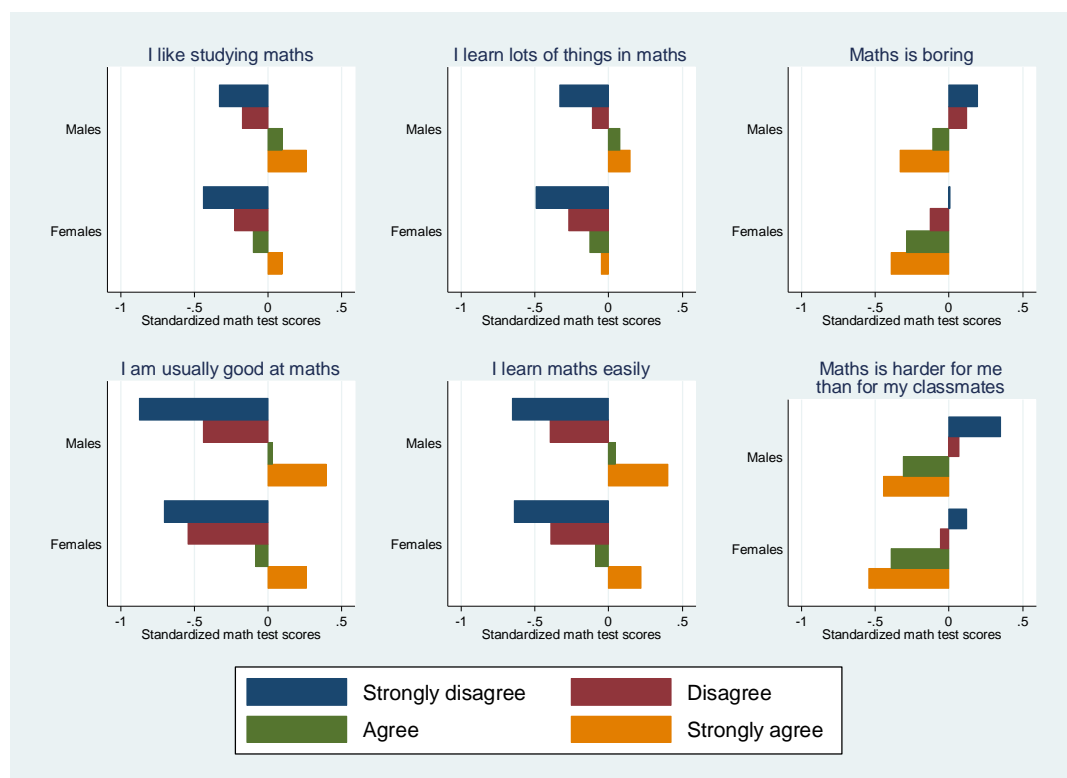 I like studying maths
Males
Females
-1 -.5 0 .5
Standardized math test scores
I learn lots of things in maths
Males
Females
-1 -.5 0 .5
Standardized math test scores
Maths is boring
Males
Females
-1 -.5 0 .5
Standardized math test scores
I am usually good at maths
Males
Females
-1 -.5 0 .5
Standardized math test scores
I learn maths easily
Males
Females
-1 -.5 0 .5
Standardized math test scores
Maths is harder for me
than for my classmates
Males
Females
-1 -.5 0 .5
Standardized math test scores
Strongly disagree Disagree
Agree Strongly agree